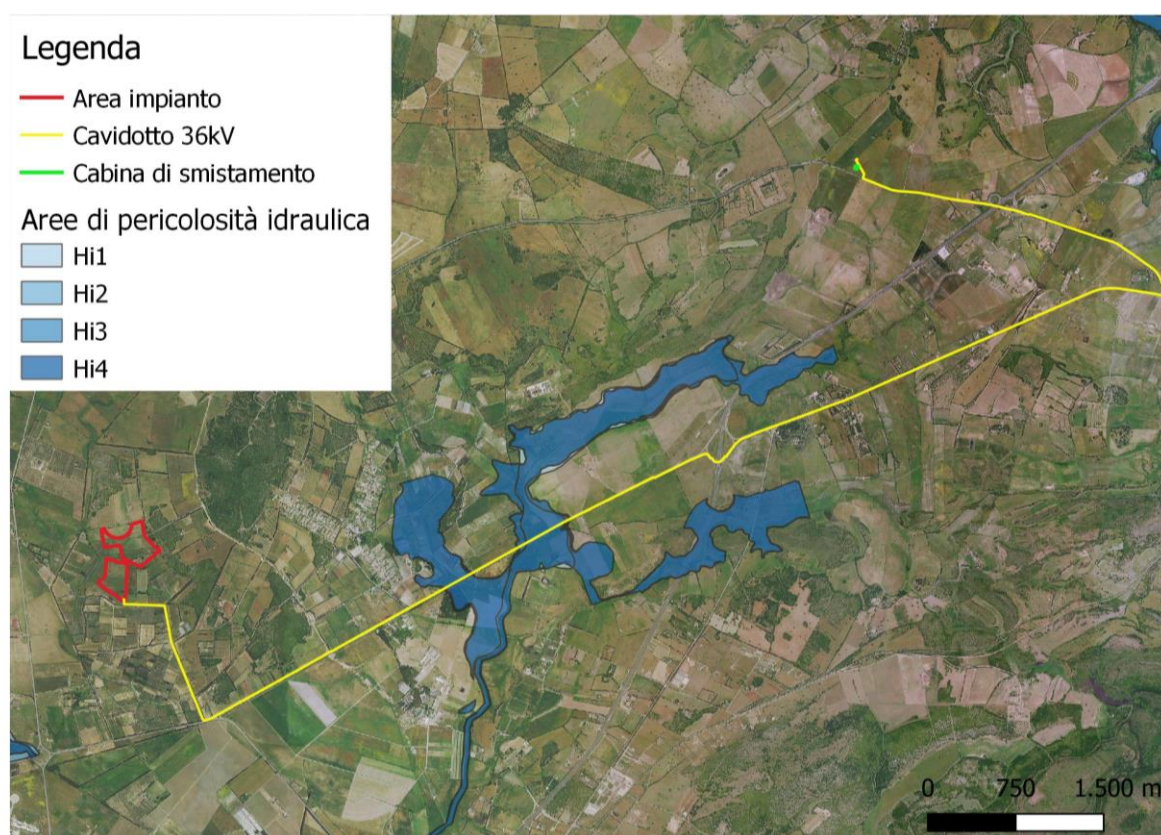 Legenda
Area impianto
Cavidotto 36kV
Cabina di smistamento
Aree di pericolosità idraulica
Hi1
Hi2
Hi3
Hi4
0 750 1.500 m